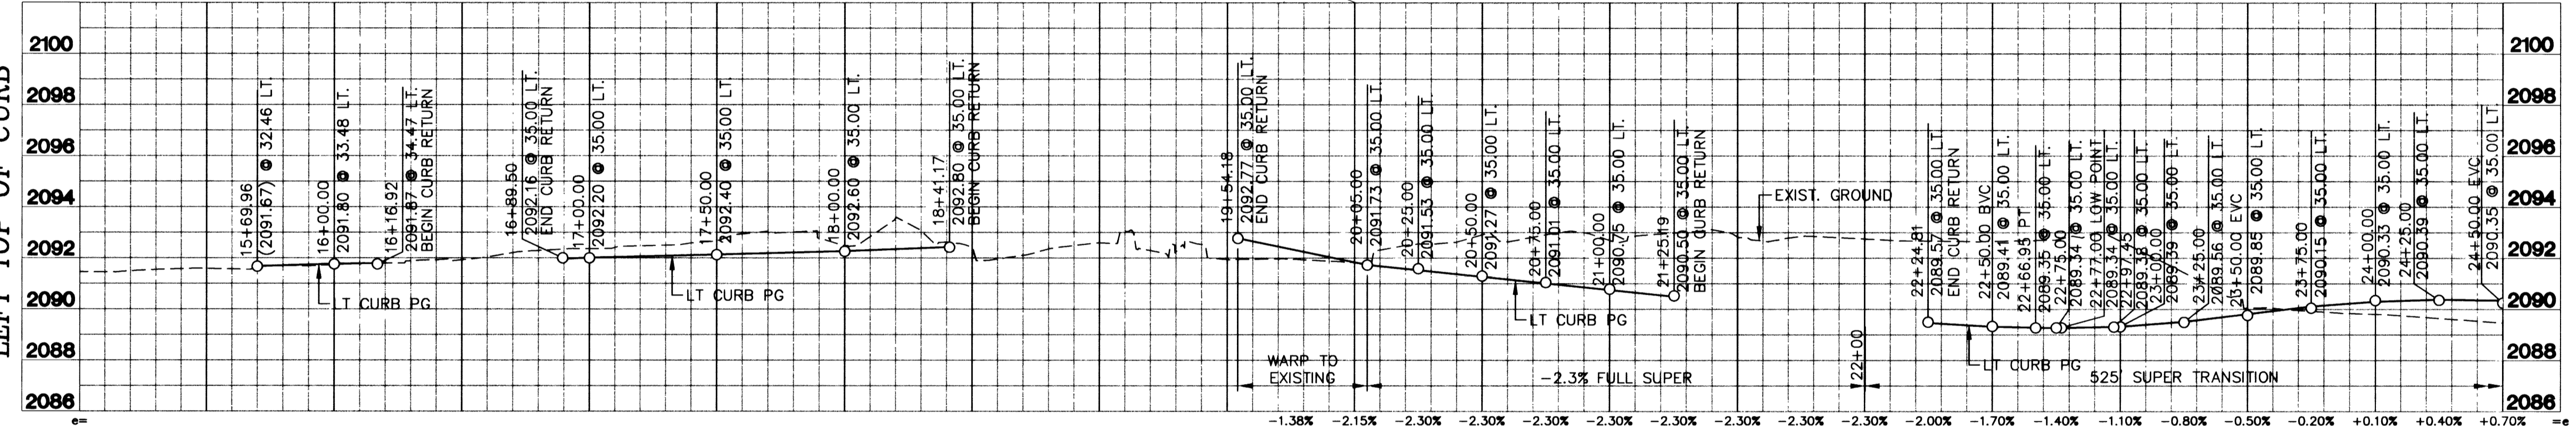 LEFT TOP OF CURB
2100
2098
2096
2094
2092
2090
2088
2086
15+69.96
(2091.67) @ 32.46 LT.
16+00.00
2091.80 @ 33.48 LT.
16+16.92
2091.87 @ 34.47 LT.
BEGIN CURB RETURN
16+89.50
2092.16 @ 35.00 LT.
END CURB RETURN
17+00.00
2092.20 @ 35.00 LT.
17+50.00
2092.40 @ 35.00 LT.
18+00.00
2092.60 @ 35.00 LT.
18+41.17
2092.80 @ 35.00 LT.
BEGIN CURB RETURN
19+54.18
2092.77 @ 35.00 LT.
END CURB RETURN
20+05.00
2091.73 @ 35.00 LT.
20+25.00
2091.53 @ 35.00 LT.
20+50.00
2091.27 @ 35.00 LT.
20+75.00
2091.01 @ 35.00 LT.
21+00.00
2090.75 @ 35.00 LT.
21+25.19
2090.50 @ 35.00 LT.
BEGIN CURB RETURN
EXIST. GROUND
22+00
22+24.81
2089.57 @ 35.00 LT.
END CURB RETURN
22+50.00 BVC
2089.41 @ 35.00 LT.
22+66.95 PT
2089.35 @ 35.00 LT.
22+75.00
2089.34 @ 35.00 LT.
22+77.00 LOW POINT
2089.34 @ 35.00 LT.
22+97.45
2089.38 @ 35.00 LT.
23+00.00
2089.39 @ 35.00 LT.
23+25.00
2089.56 @ 35.00 LT.
23+50.00 EVC
2089.85 @ 35.00 LT.
23+75.00
2090.15 @ 35.00 LT.
24+00.00
2090.33 @ 35.00 LT.
24+25.00
2090.39 @ 35.00 LT.
24+50.00 EVC
2090.35 @ 35.00 LT.
LT CURB PG
LT CURB PG
LT CURB PG
LT CURB PG
WARP TO
EXISTING
-2.3% FULL SUPER
525' SUPER TRANSITION
2100
2098
2096
2094
2092
2090
2088
2086
e= -1.38% -2.15% -2.30% -2.30% -2.30% -2.30% -2.30% -2.30% -2.30% -2.30% -2.00% -1.70% -1.40% -1.10% -0.80% -0.50% -0.20% +0.10% +0.40% +0.70% =e